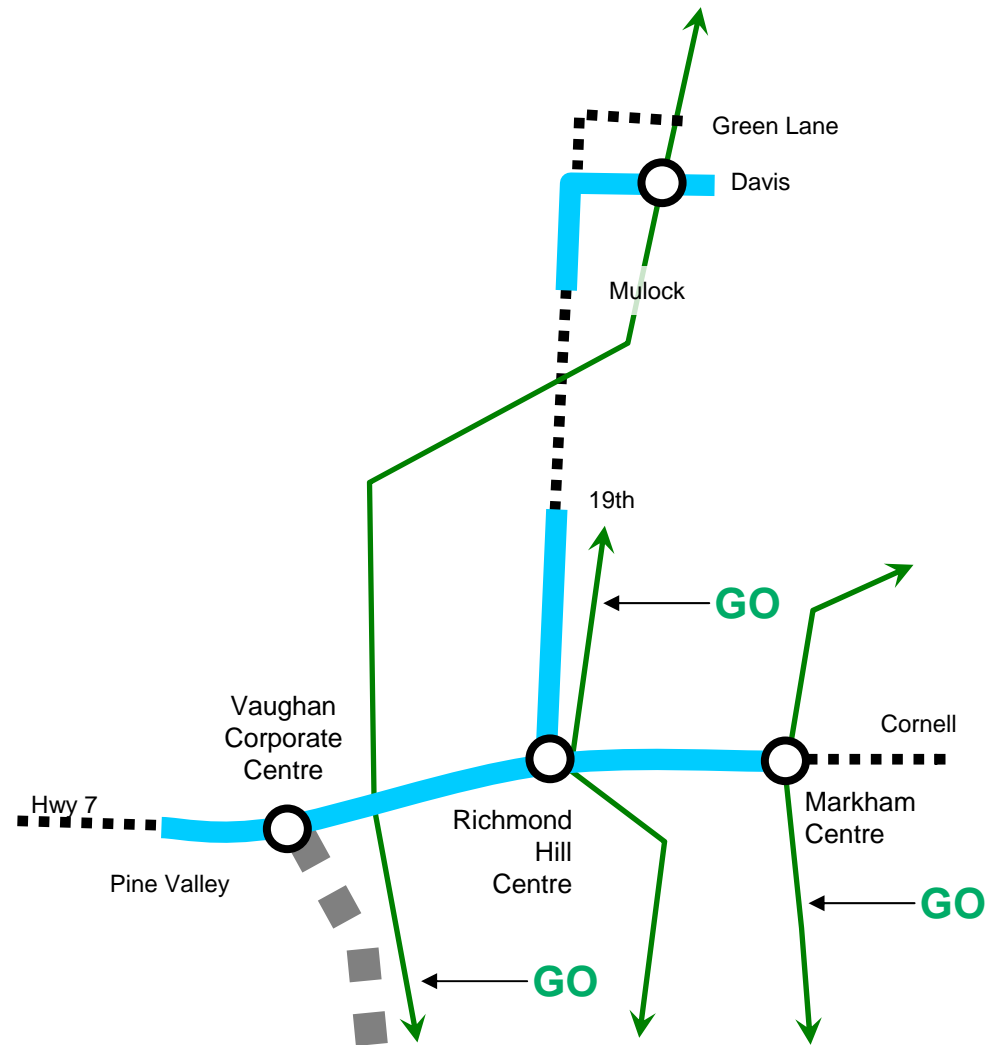 Green Lane
Davis
Mulock
19th
GO
Vaughan
Corporate
Centre
Cornell
Hwy 7
Richmond
Hill
Centre
Markham
Centre
Pine Valley
GO
GO